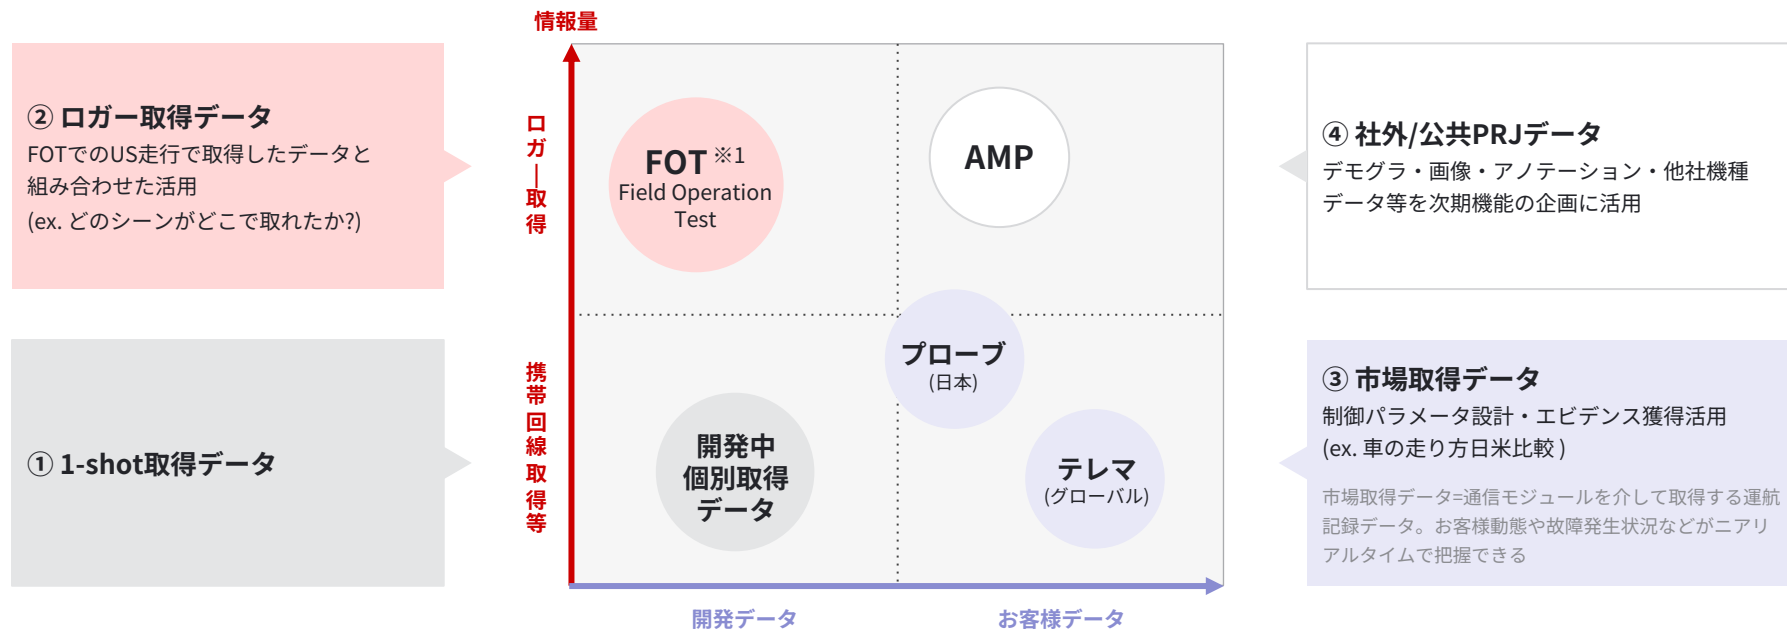 情報量
② ロガー取得データ
FOTでのUS走行で取得したデータと
組み合わせた活用
(ex. どのシーンがどこで取れたか?)
① 1-shot取得データ
ロガー取得
携帯回線取得等
FOT ※1
Field Operation
Test
AMP
プローブ
(日本)
開発中
個別取得
データ
テレマ
(グローバル)
開発データ
お客様データ
④ 社外/公共PRJデータ
デモグラ・画像・アノテーション・他社機種
データ等を次期機能の企画に活用
③ 市場取得データ
制御パラメータ設計・エビデンス獲得活用
(ex. 車の走り方日米比較 )
市場取得データ=通信モジュールを介して取得する運航
記録データ。お客様動態や故障発生状況などがニアリ
アルタイムで把握できる